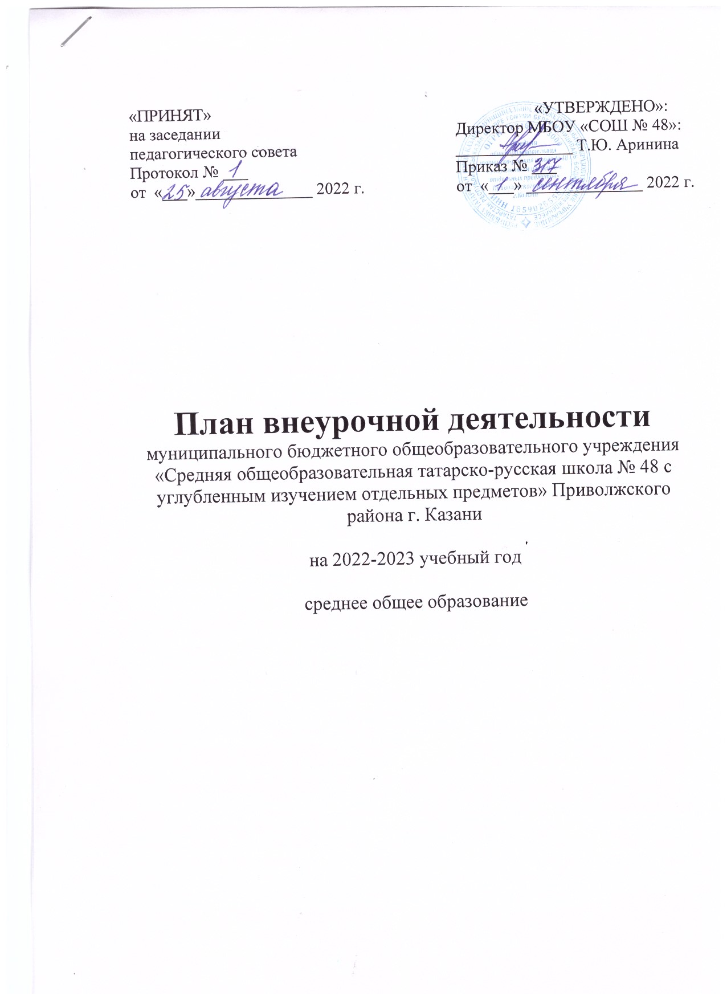 «ПРИНЯТ»
на заседании
педагогического совета
Протокол № 1
от «25» августа 2022 г.
«УТВЕРЖДЕНО»:
Директор МБОУ «СОШ № 48»:
Т.Ю. Аринина
Приказ № 317
от «1» сентября 2022 г.
План внеурочной деятельности
муниципального бюджетного общеобразовательного учреждения
«Средняя общеобразовательная татарско-русская школа № 48 с
углубленным изучением отдельных предметов» Приволжского
района г. Казани
на 2022-2023 учебный год
среднее общее образование